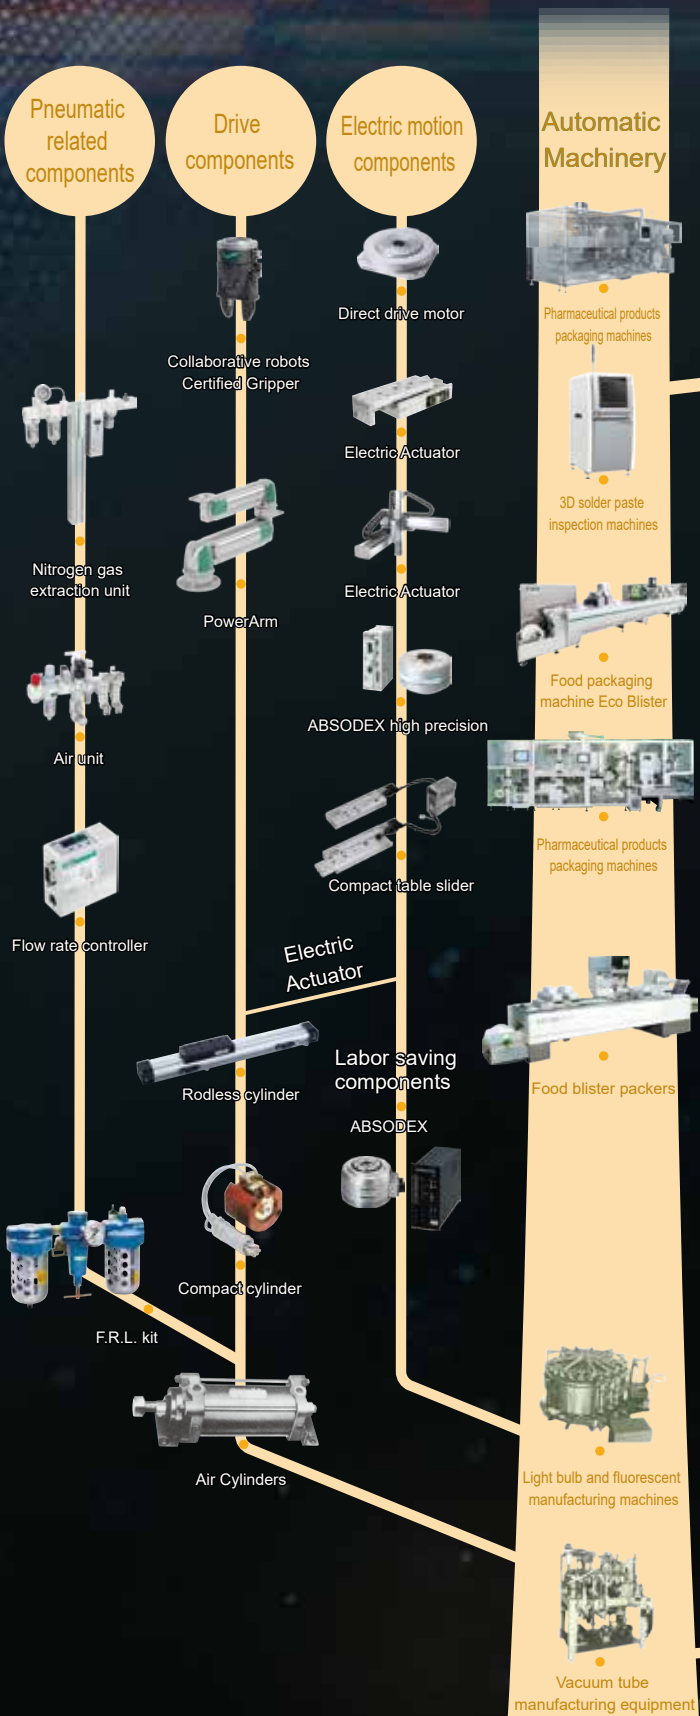 Pneumatic
related
components
Drive
components
Electric motion
components
Automatic
Machinery
Nitrogen gas
extraction unit
Air unit
Flow rate controller
F.R.L. kit
Collaborative robots
Certified Gripper
PowerArm
Rodless cylinder
Compact cylinder
Air Cylinders
Direct drive motor
Electric Actuator
Electric Actuator
ABSODEX high precision
Compact table slider
Electric
Actuator
Labor saving
components
ABSODEX
Pharmaceutical products
packaging machines
3D solder paste
inspection machines
Food packaging
machine Eco Blister
Pharmaceutical products
packaging machines
Food blister packers
Light bulb and fluorescent
manufacturing machines
Vacuum tube
manufacturing equipment